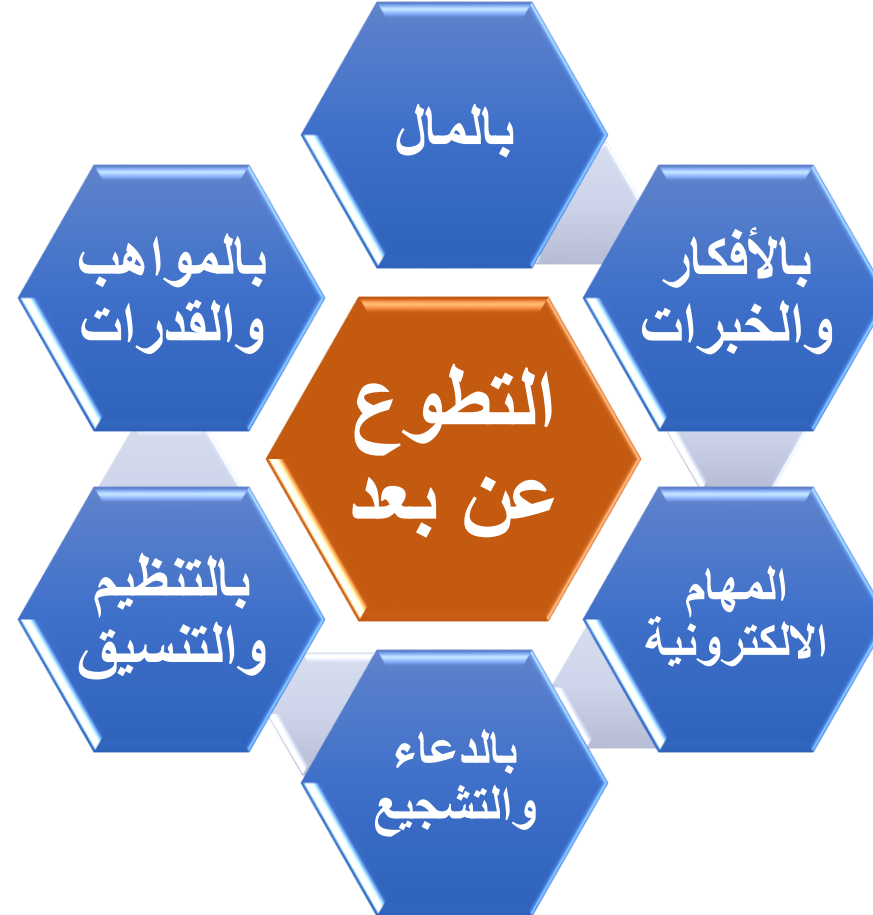 بالمال
بالأفكار
والخبرات
المهام
الالكترونية
بالدعاء
والتشجيع
بالتنظيم
والتنسيق
بالمواهب
والقدرات
التطوع
عن بعد